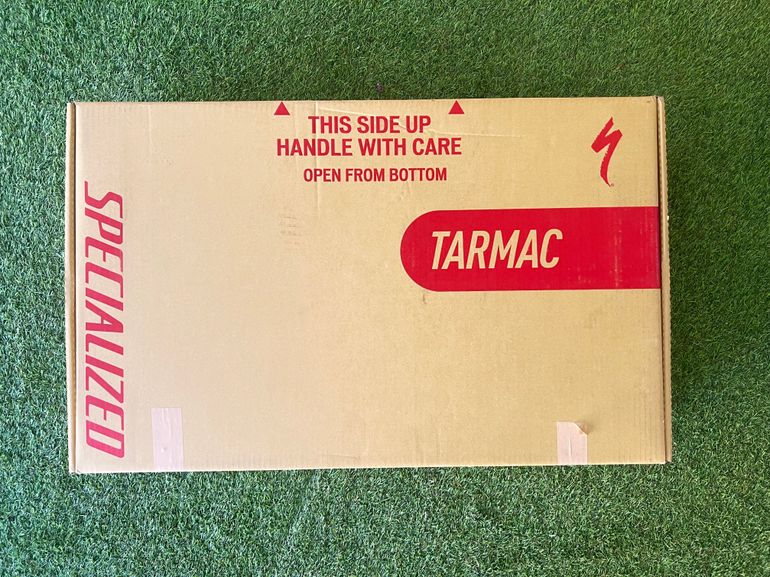 THIS SIDE UP
HANDLE WITH CARE
OPEN FROM BOTTOM
TARMAC
SPECIALIZED